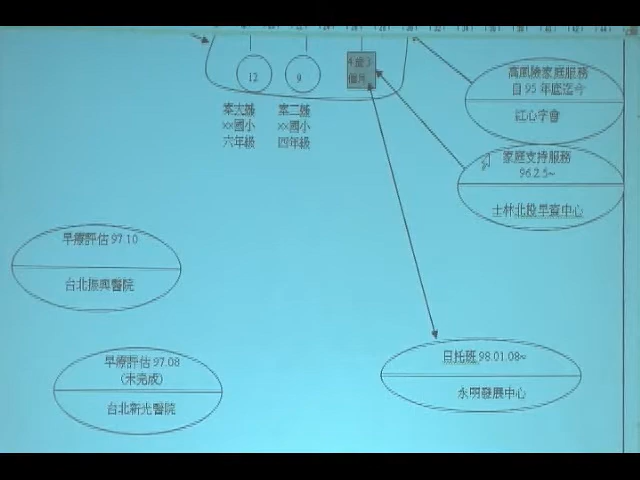 高風險家庭服務
自95年底迄今
紅心字會
4歲3
個月
12
9
案大姊
xx國小
六年級
案二姊
xx國小
四年級
家庭支持服務
96.2.5~
士林北投早資中心
早療評估 97.10
台北振興醫院
早療評估 97.08
(未完成)
台北新光醫院
日托班 98.01.08~
永明發展中心